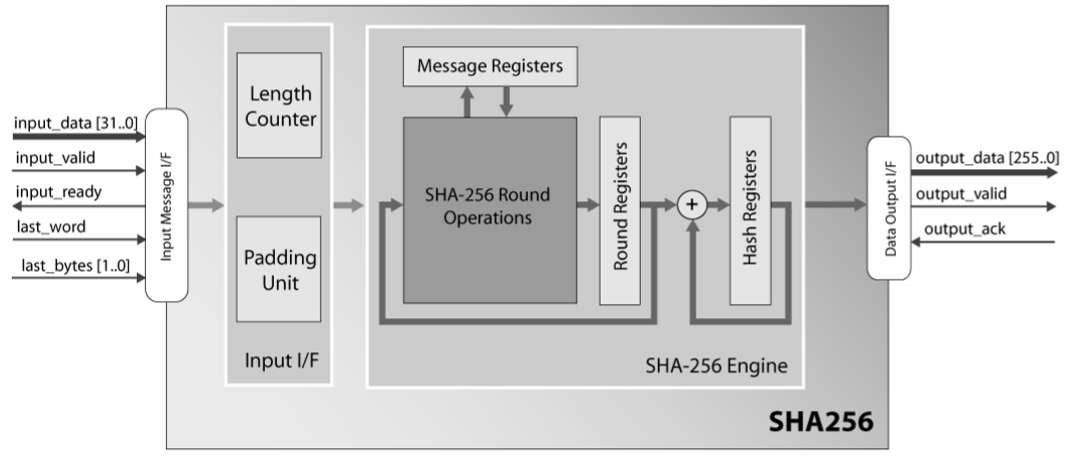 input_data [31..0]
input_valid
input_ready
last_word
last_bytes [1..0]
Input Message I/F
Length
Counter
Padding
Unit
Input I/F
Message Registers
SHA-256 Round
Operations
Round Registers
+
Hash Registers
SHA-256 Engine
Data Output I/F
output_data [255..0]
output_valid
output_ack
SHA256